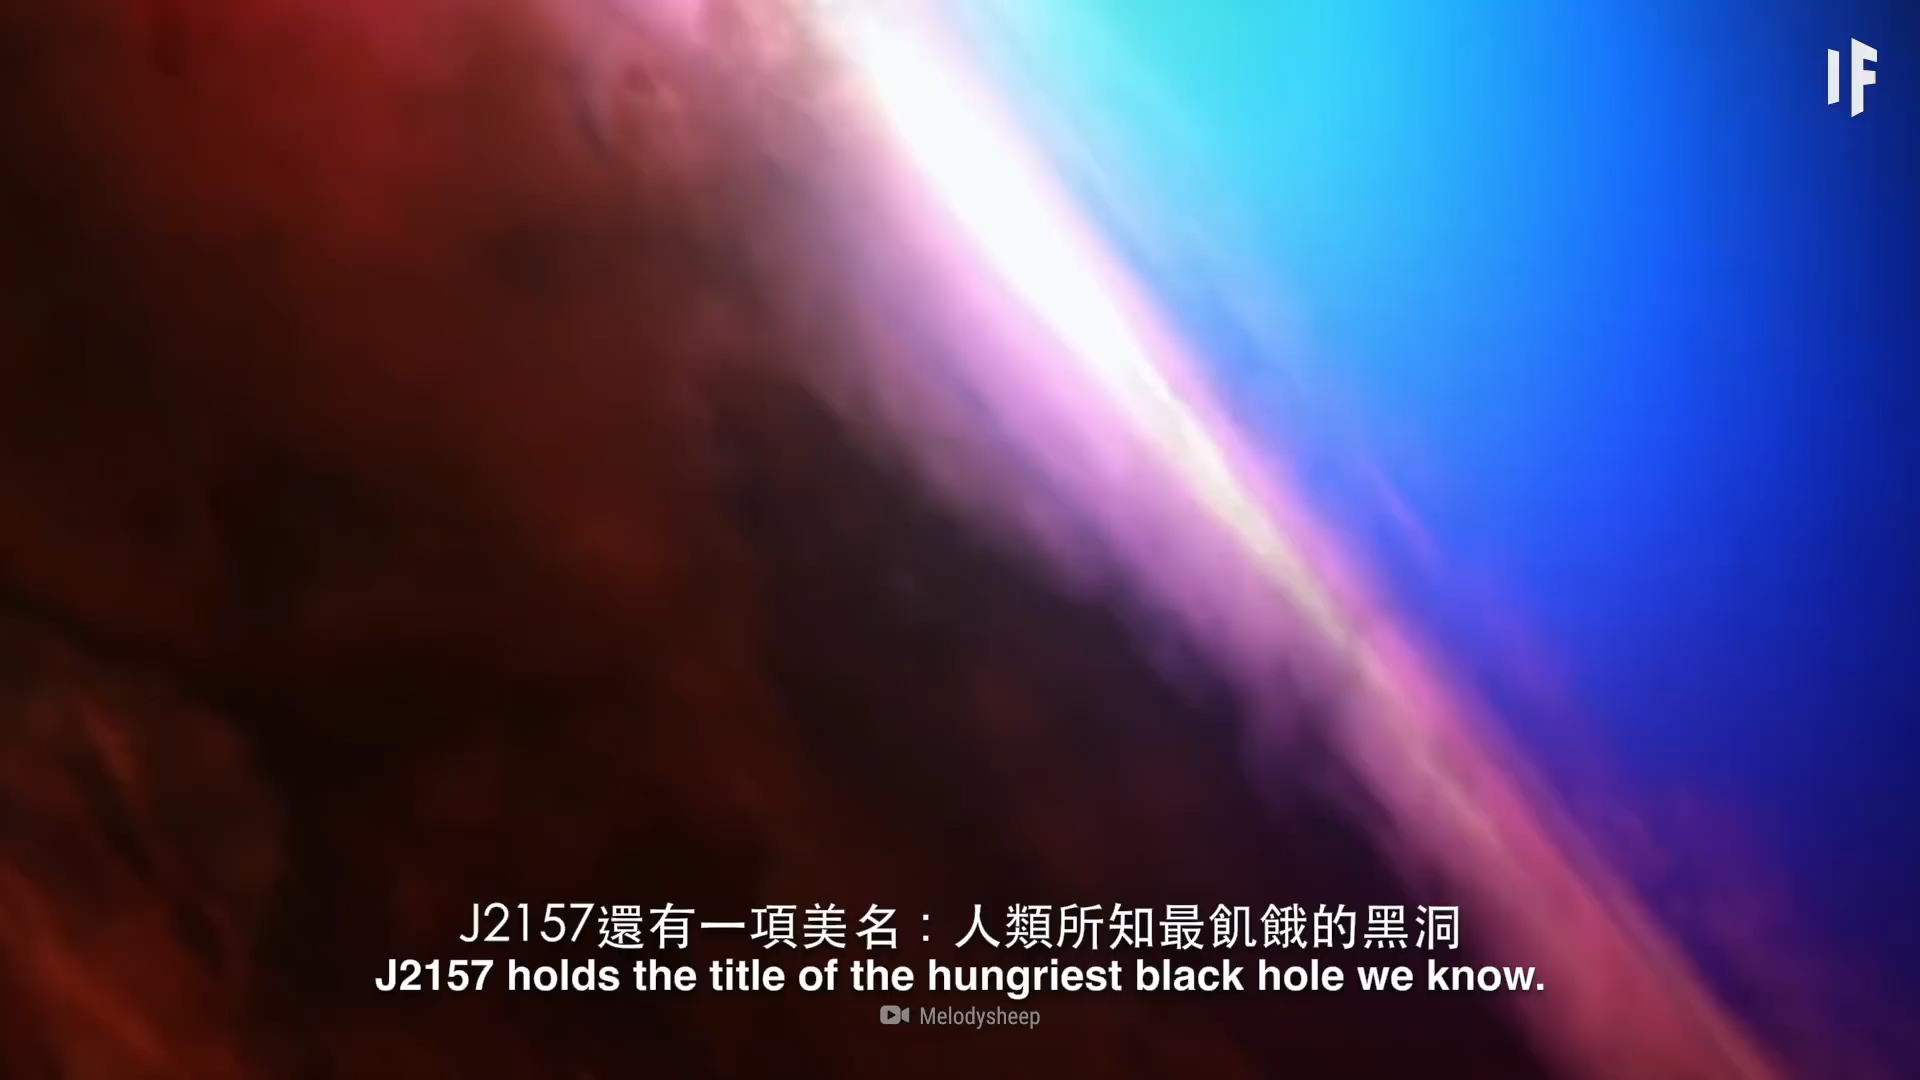 IF
J2157還有一項美名：人類所知最飢餓的黑洞
J2157 holds the title of the hungriest black hole we know.
Melodysheep